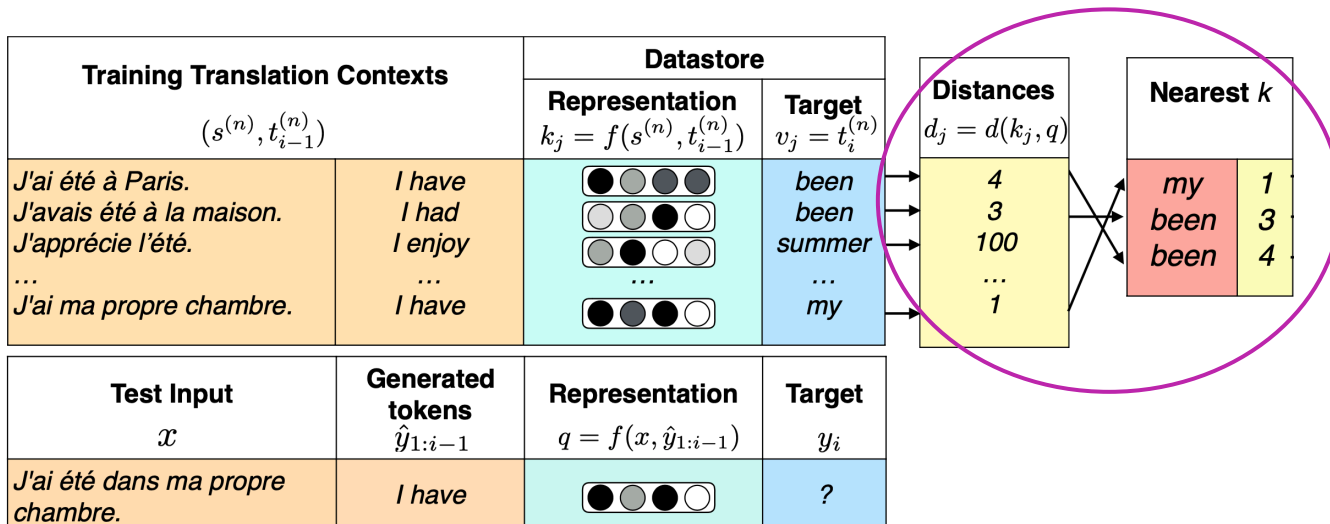 Training Translation Contexts
(s^{(n)}, t_{i-1}^{(n)})
Datastore
Representation
k_j = f(s^{(n)}, t_{i-1}^{(n)})
Target
v_j = t_i^{(n)}
Distances
d_j = d(k_j, q)
Nearest k
J'ai été à Paris. I have been 4 my 1
J'avais été à la maison. I had been 3 been 3
J'apprécie l'été. I enjoy summer 100 been 4
... ... ... ... ...
J'ai ma propre chambre. I have my 1
Test Input
x
Generated
tokens
ŷ_{1:i−1}
Representation
q = f(x, ŷ_{1:i−1})
Target
y_i
J'ai été dans ma propre
chambre.
I have
?